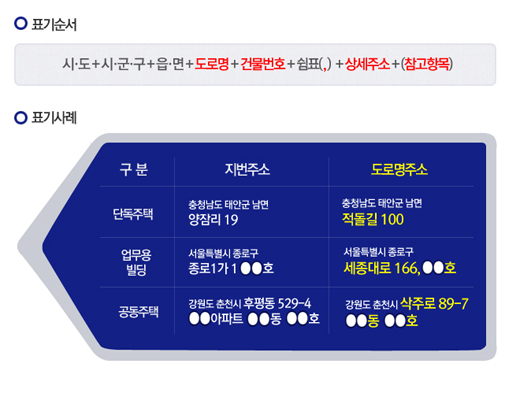 표기순서
시·도+시·군·구+읍·면+도로명+건물번호+쉼표(,) +상세주소+(참고항목)
표기사례
구 분 지번주소 도로명주소
단독주택
충청남도 태안군 남면
양잠리 19
충청남도 태안군 남면
적돌길 100
업무용
빌딩
서울특별시 종로구
종로1가 1 ●●호
서울특별시 종로구
세종대로 166, ●●호
공동주택
강원도 춘천시 후평동 529-4
●●아파트 ●●동 ●●호
강원도 춘천시 삭주로 89-7
●●동 ●●호